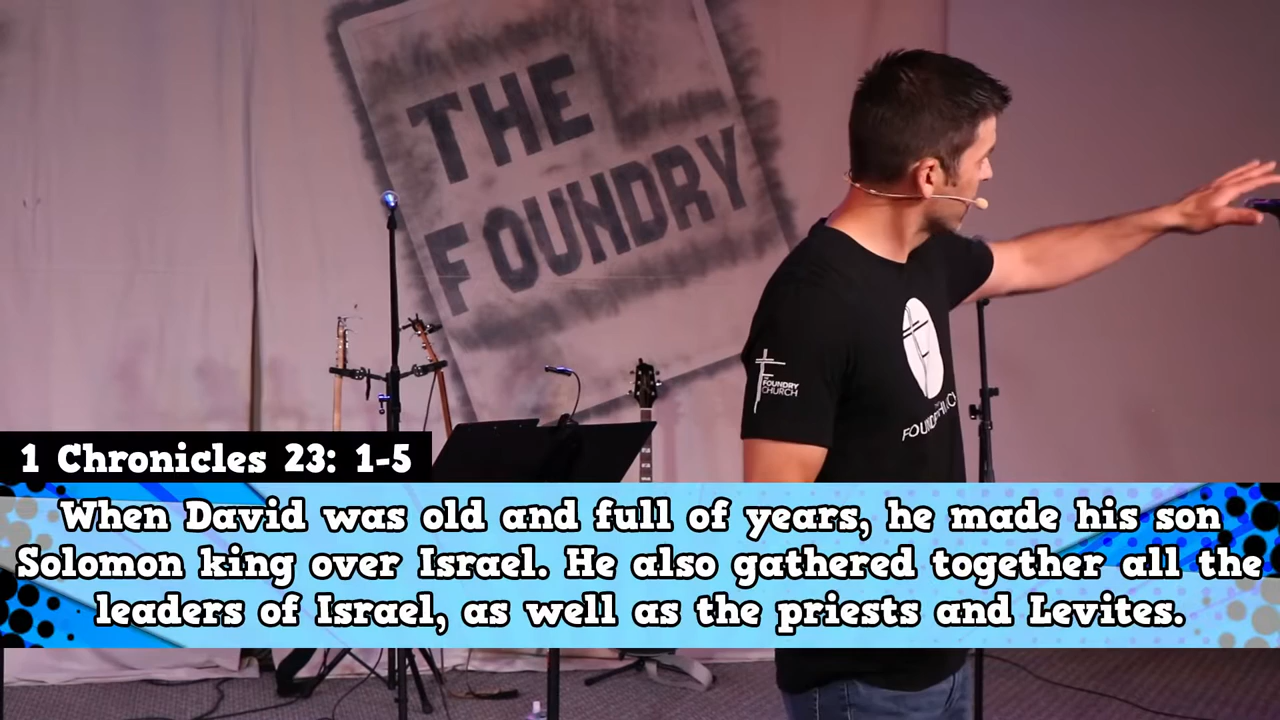 THE
FOUNDRY
FOUNDRY
CHURCH
1 Chronicles 23: 1-5
When David was old and full of years, he made his son
Solomon king over Israel. He also gathered together all the
leaders of Israel, as well as the priests and Levites.